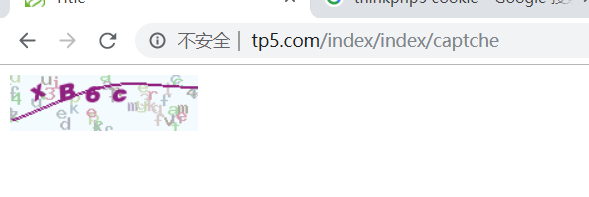 Title
thinkphp5 cookie - Google 搜
不安全 | tp5.com/index/index/captche
XB6c